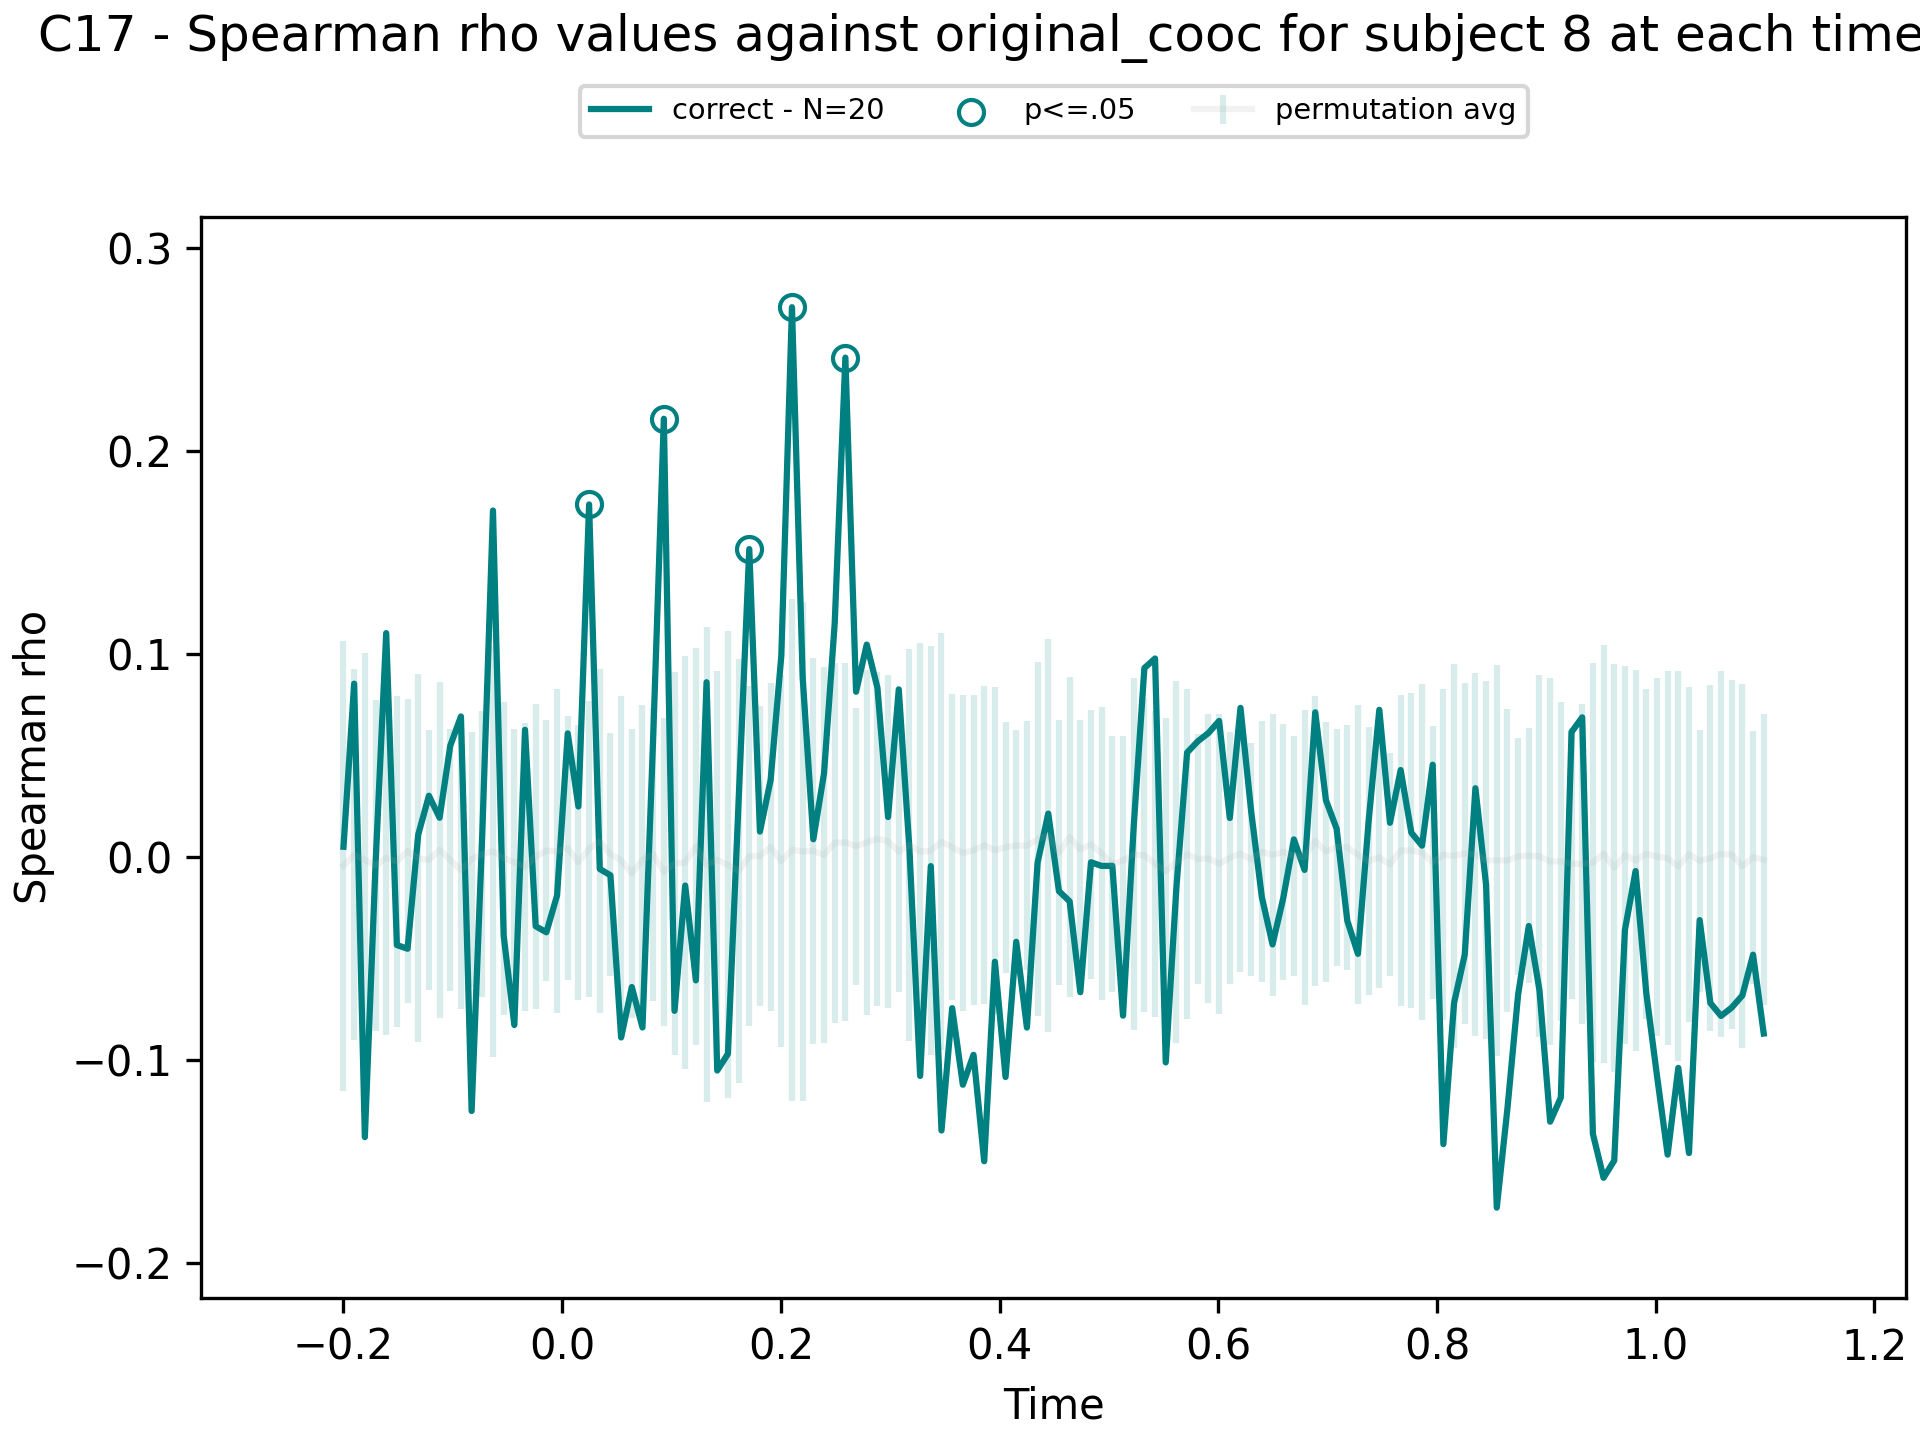 C17 - Spearman rho values against original_cooc for subject 8 at each time
correct - N=20
p<=.05
permutation avg
0.3
0.2
0.1
0.0
−0.1
−0.2
Spearman rho
−0.2
0.0
0.2
0.4
0.6
0.8
1.0
1.2
Time